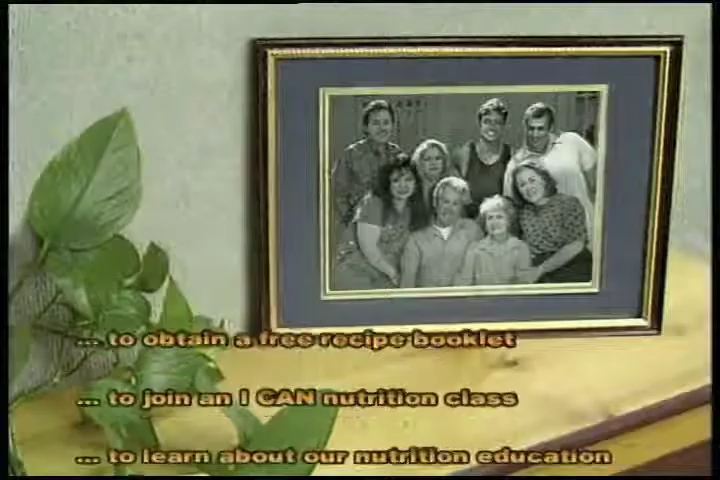 ... to obtain a free recipe booklet
... to join an I CAN nutrition class
... to learn about our nutrition education